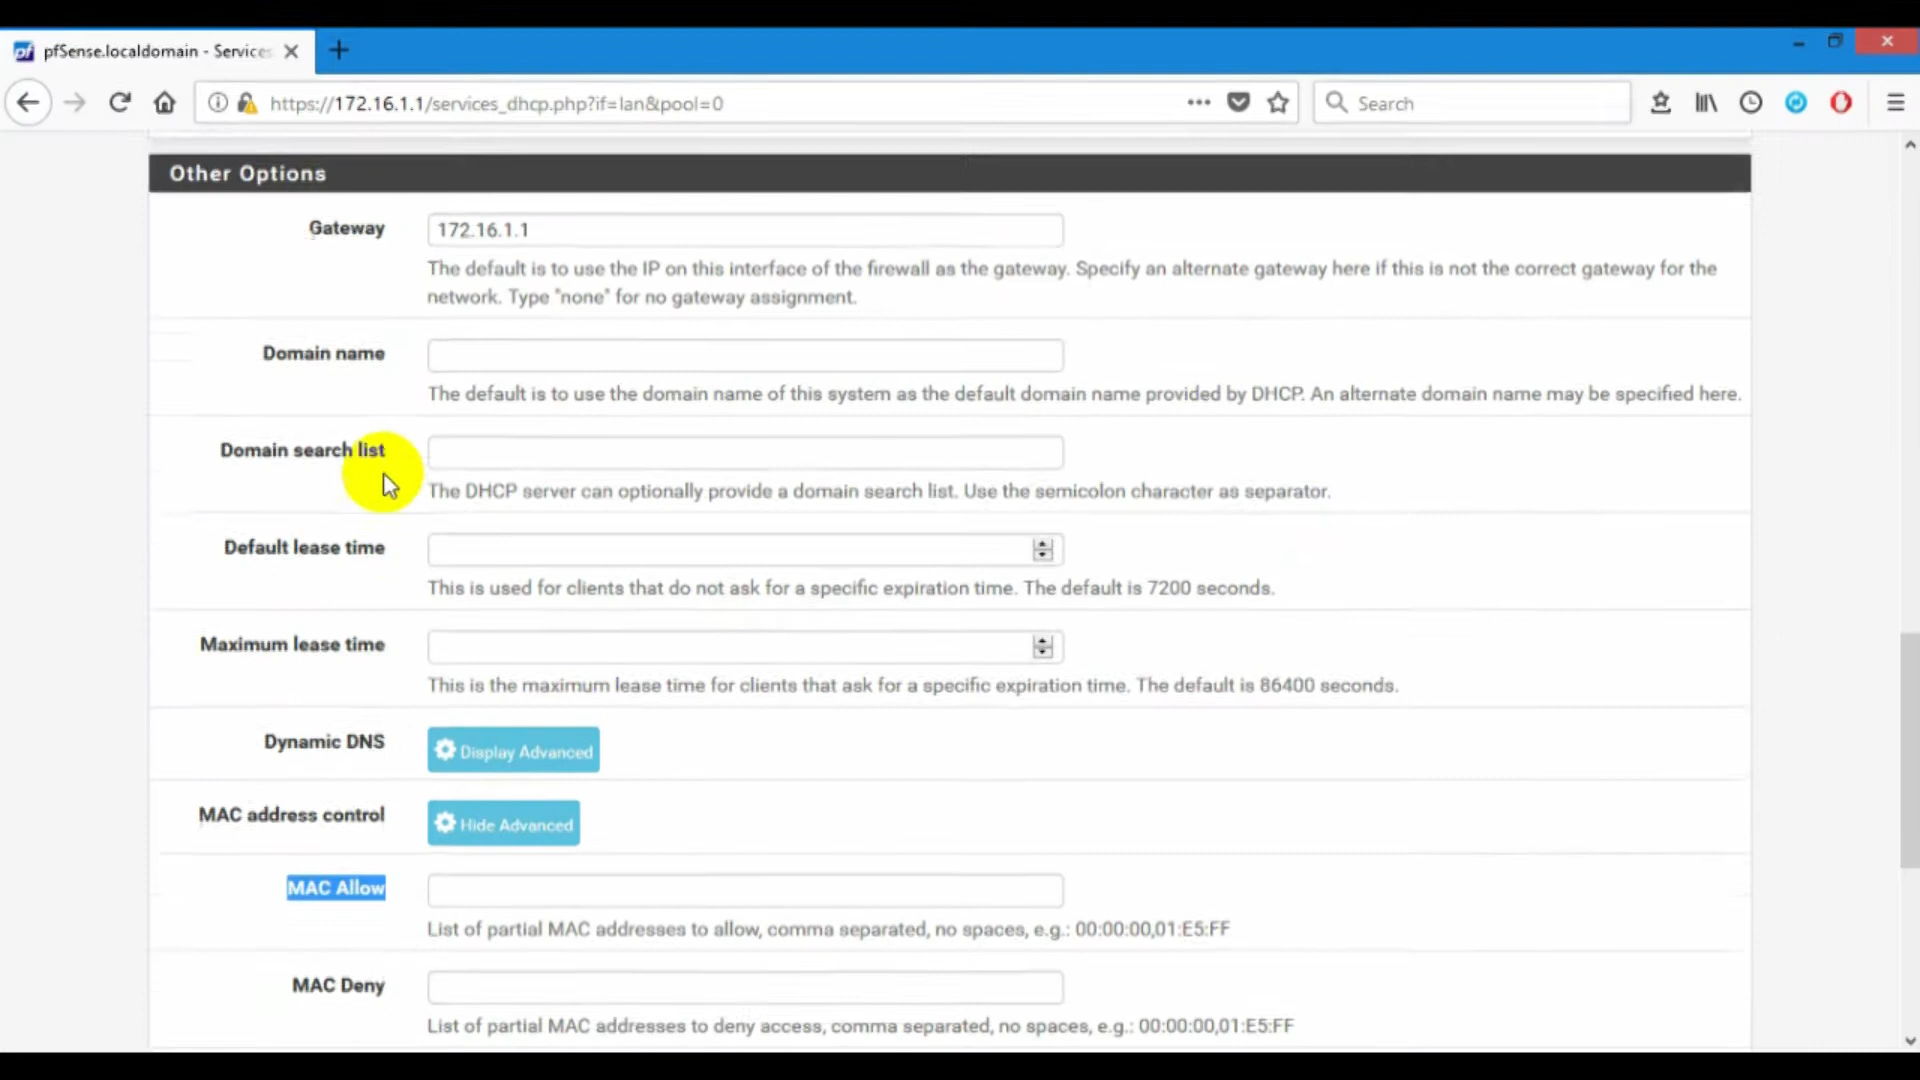 pfSense.localdomain - Services
https://172.16.1.1/services_dhcp.php?if=lan&pool=0
Search
Other Options
Gateway
172.16.1.1
The default is to use the IP on this interface of the firewall as the gateway. Specify an alternate gateway here if this is not the correct gateway for the
network. Type "none" for no gateway assignment.
Domain name
The default is to use the domain name of this system as the default domain name provided by DHCP. An alternate domain name may be specified here.
Domain search list
The DHCP server can optionally provide a domain search list. Use the semicolon character as separator.
Default lease time
This is used for clients that do not ask for a specific expiration time. The default is 7200 seconds.
Maximum lease time
This is the maximum lease time for clients that ask for a specific expiration time. The default is 86400 seconds.
Dynamic DNS
Display Advanced
MAC address control
Hide Advanced
MAC Allow
List of partial MAC addresses to allow, comma separated, no spaces, e.g.: 00:00:00,01:E5:FF
MAC Deny
List of partial MAC addresses to deny access, comma separated, no spaces, e.g.: 00:00:00,01:E5:FF